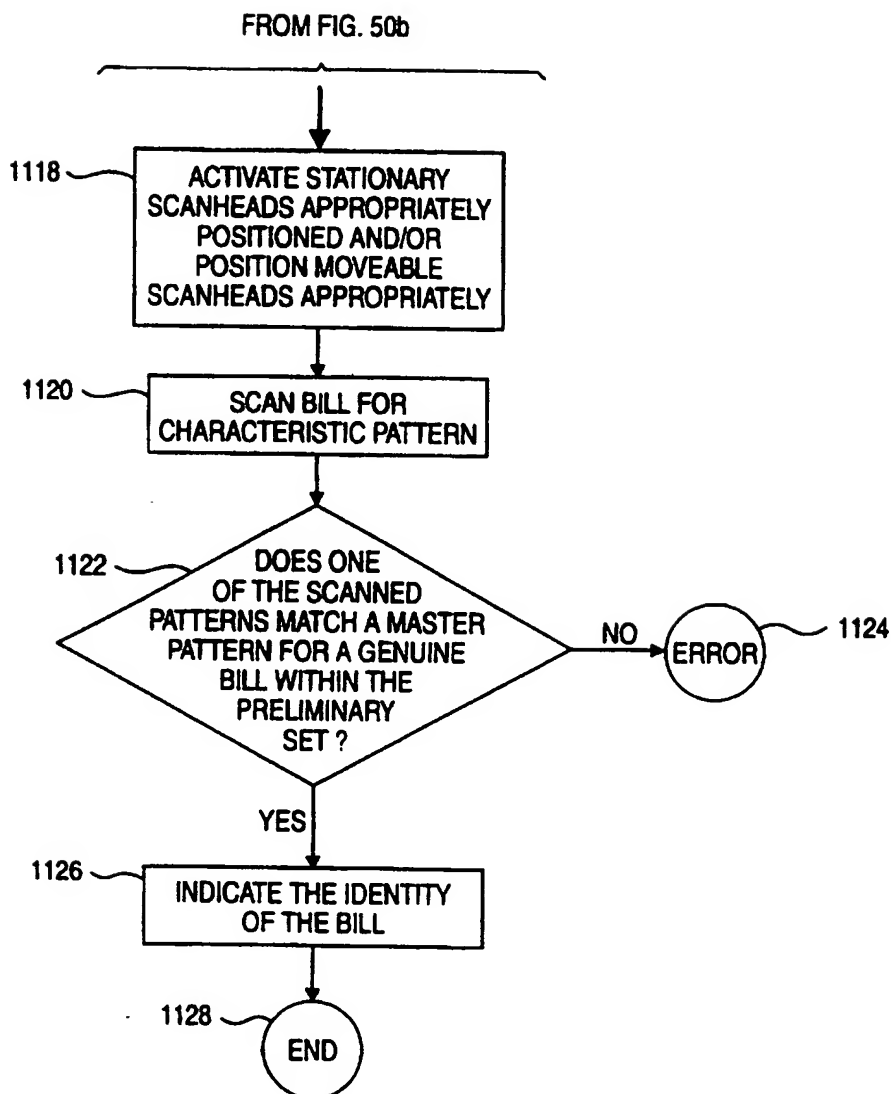 FROM FIG. 50b
1118
ACTIVATE STATIONARY
SCANHEADS APPROPRIATELY
POSITIONED AND/OR
POSITION MOVEABLE
SCANHEADS APPROPRIATELY
1120
SCAN BILL FOR
CHARACTERISTIC PATTERN
1122
DOES ONE
OF THE SCANNED
PATTERNS MATCH A MASTER
PATTERN FOR A GENUINE
BILL WITHIN THE
PRELIMINARY
SET ?
NO
ERROR
1124
YES
1126
INDICATE THE IDENTITY
OF THE BILL
1128
END